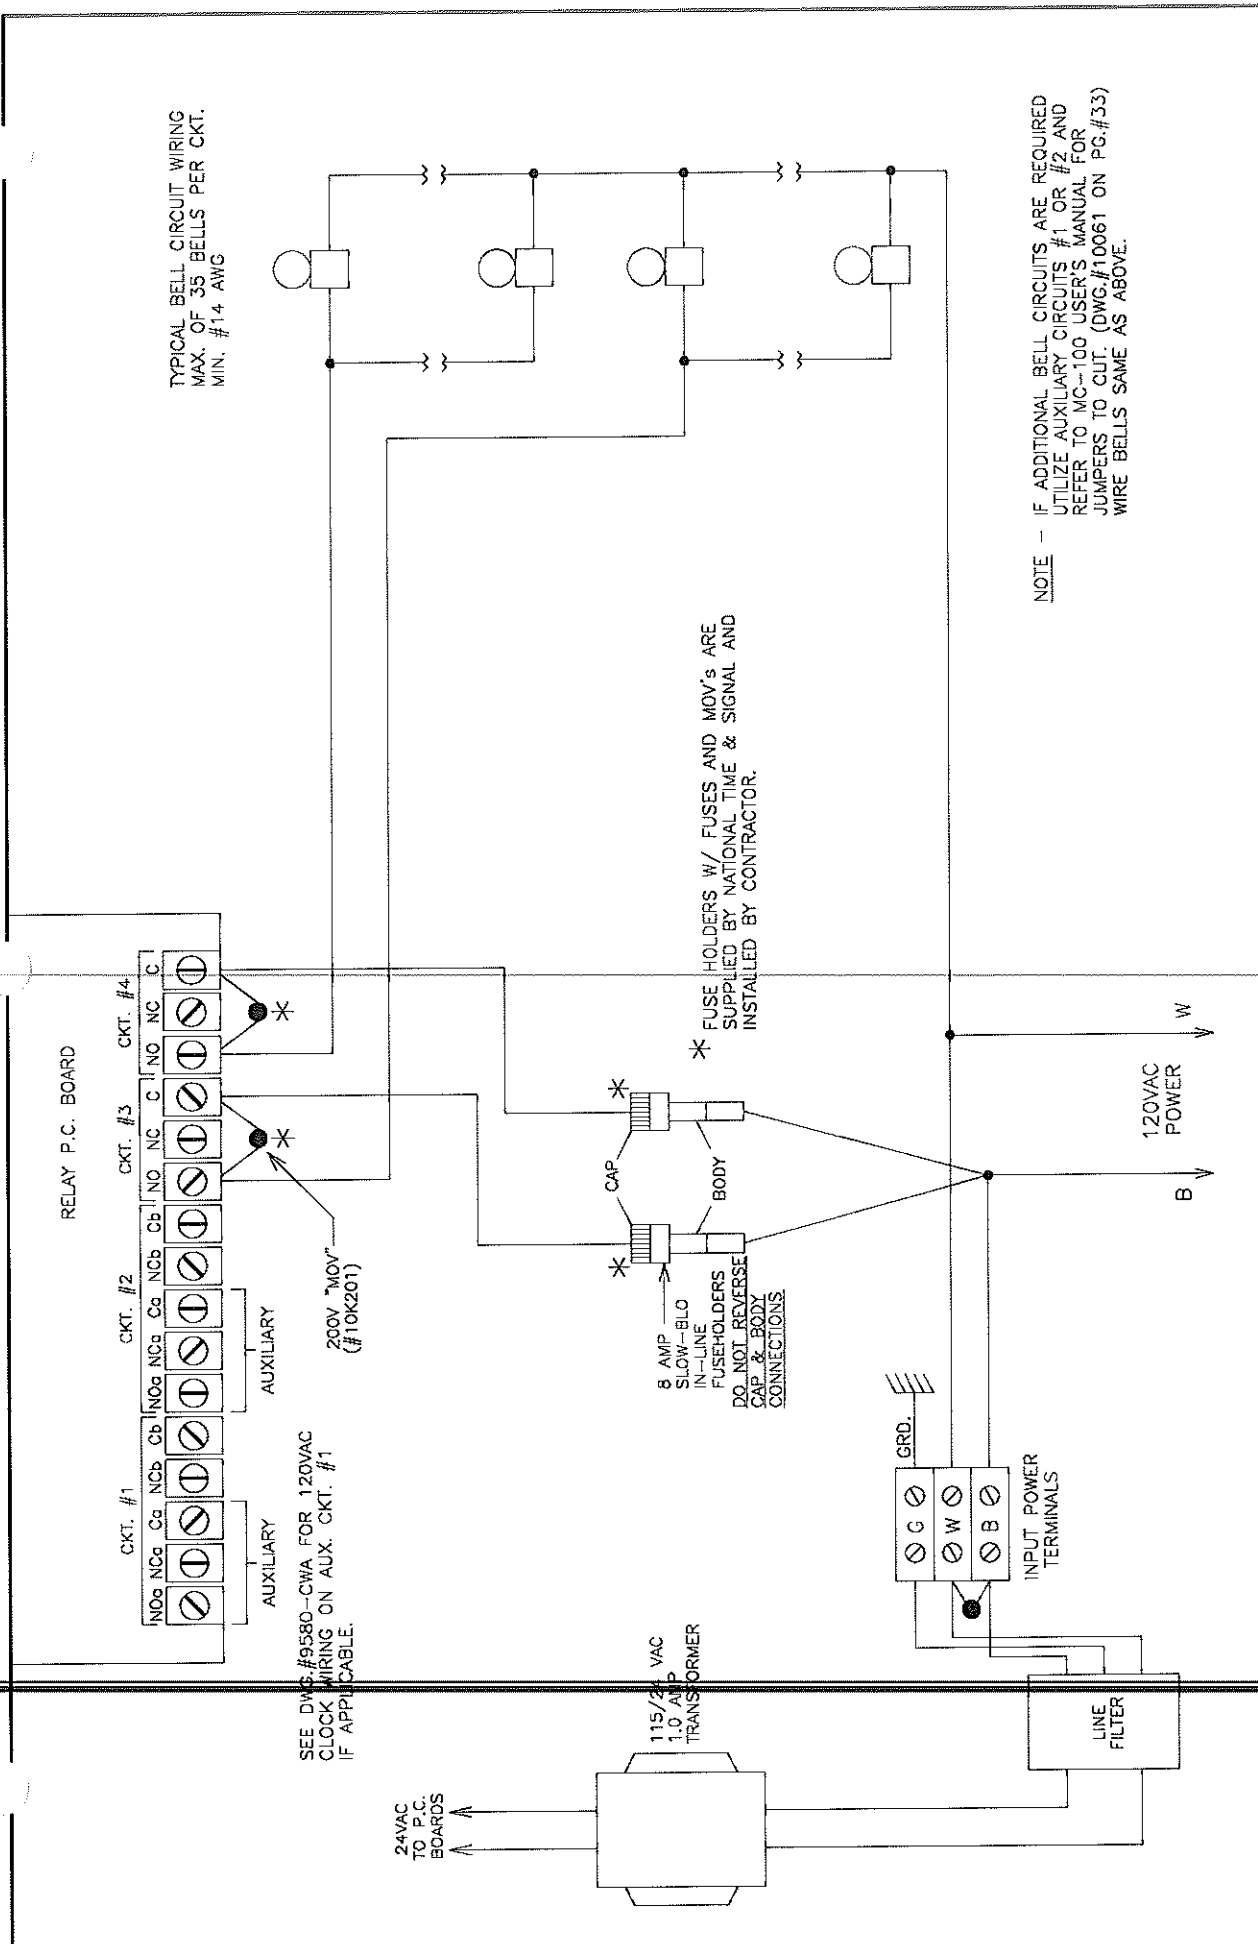 RELAY P.C. BOARD
CKT. #1
CKT. #2
CKT. #3
CKT. #4
NOa NCa Ca NCb Cb NOa NCa Ca NCb Cb NO NC C NO NC C
AUXILIARY
AUXILIARY
SEE DWG.#9580-CWA FOR 120VAC
CLOCK WIRING ON AUX. CKT. #1
IF APPLICABLE.
200V "MOV"
(#10K201)
*
*
TYPICAL BELL CIRCUIT WIRING
MAX. OF 35 BELLS PER CKT.
MIN. #14 AWG
24VAC
TO P.C.
BOARDS
115/24 VAC
1.0 AMP
TRANSFORMER
*
*
CAP
BODY
8 AMP
SLOW-BLO
IN-LINE
FUSEHOLDERS
DO NOT REVERSE
CAP & BODY
CONNECTIONS
* FUSE HOLDERS W/ FUSES AND MOV's ARE
SUPPLIED BY NATIONAL TIME & SIGNAL AND
INSTALLED BY CONTRACTOR.
GRD.
G
W
B
INPUT POWER
TERMINALS
LINE
FILTER
B
W
120VAC
POWER
NOTE - IF ADDITIONAL BELL CIRCUITS ARE REQUIRED
UTILIZE AUXILIARY CIRCUITS #1 OR #2 AND
REFER TO MC-100 USER'S MANUAL FOR
JUMPERS TO CUT. (DWG.#10061 ON PG.#33)
WIRE BELLS SAME AS ABOVE.